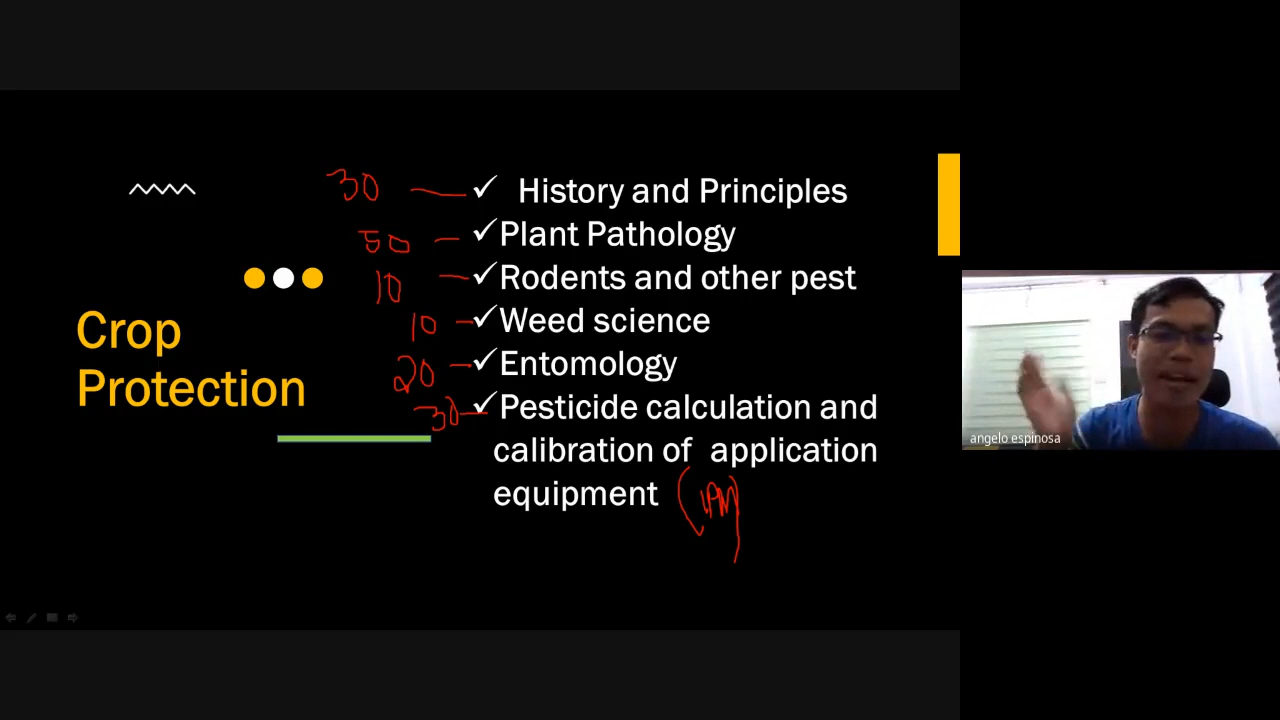 Crop
Protection
30 — ✓ History and Principles
50 — ✓ Plant Pathology
10 — ✓ Rodents and other pest
10 — ✓ Weed science
20 — ✓ Entomology
30 — ✓ Pesticide calculation and
calibration of application
equipment (IPM)
angelo espinosa